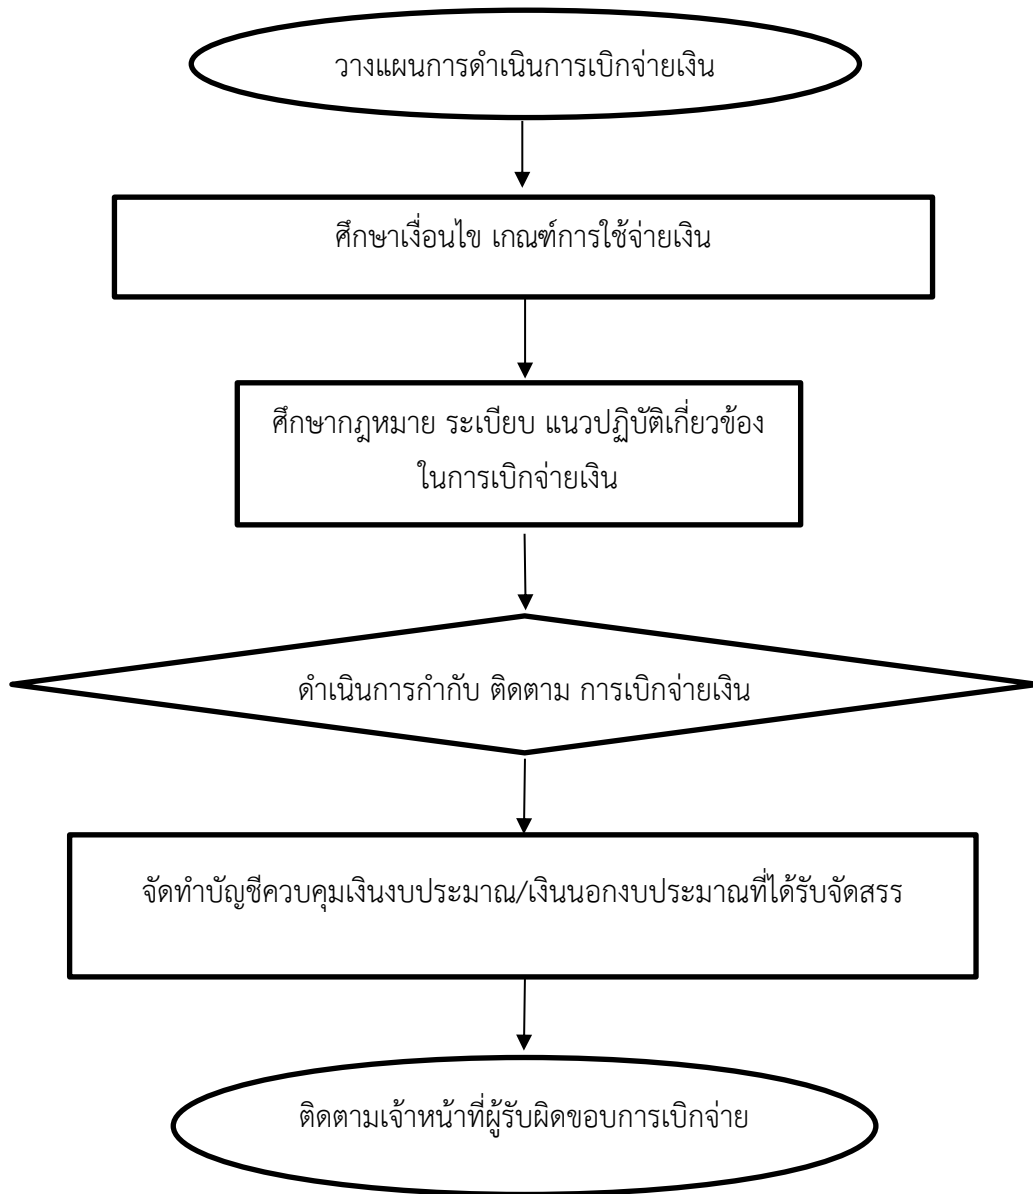 วางแผนการดำเนินการเบิกจ่ายเงิน
ศึกษาเงื่อนไข เกณฑ์การใช้จ่ายเงิน
ศึกษากฎหมาย ระเบียบ แนวปฏิบัติเกี่ยวข้อง
ในการเบิกจ่ายเงิน
ดำเนินการกำกับ ติดตาม การเบิกจ่ายเงิน
จัดทำบัญชีควบคุมเงินงบประมาณ/เงินนอกงบประมาณที่ได้รับจัดสรร
ติดตามเจ้าหน้าที่ผู้รับผิดขอบการเบิกจ่าย